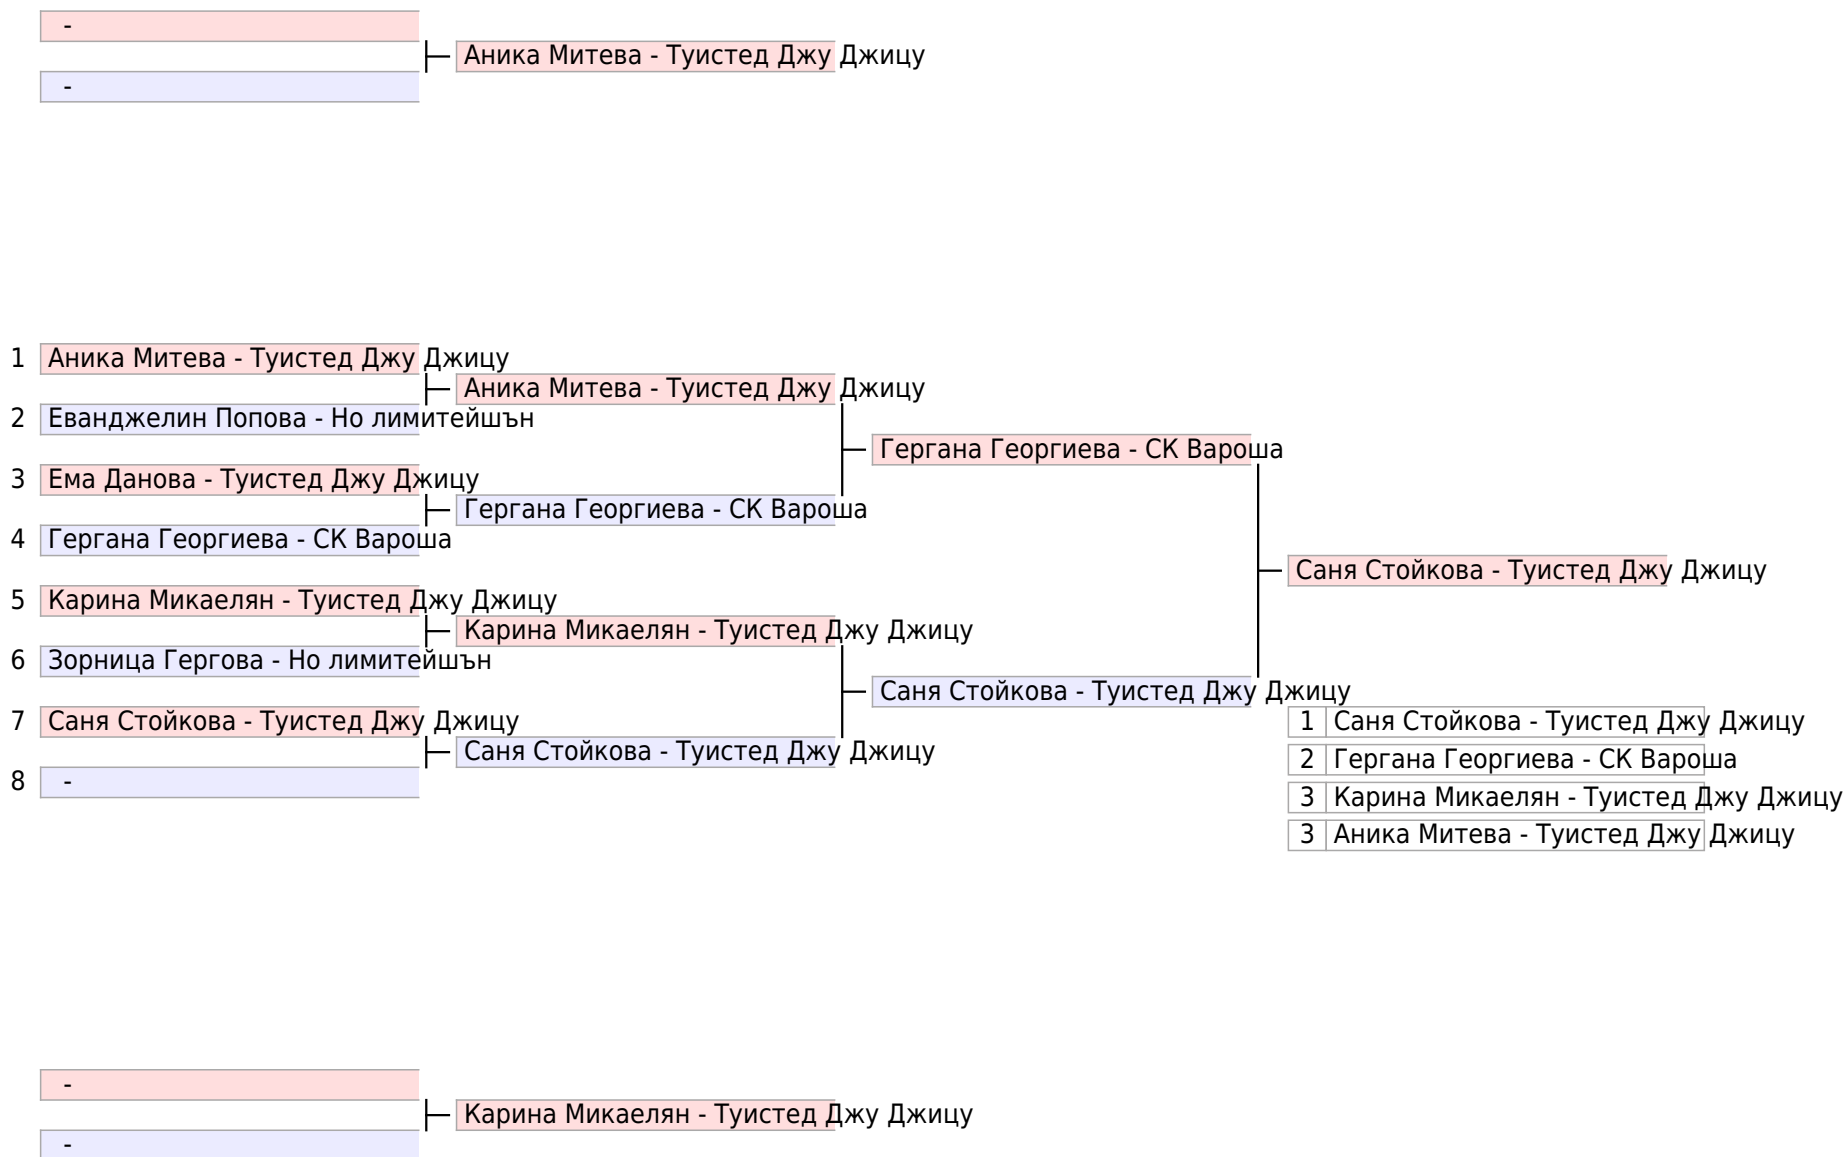 -
Аника Митева - Туистед Джу Джицу
-
1 Аника Митева - Туистед Джу Джицу
Аника Митева - Туистед Джу Джицу
2 Еванджелин Попова - Но лимитейшън
Гергана Георгиева - СК Вароша
3 Ема Данова - Туистед Джу Джицу
Гергана Георгиева - СК Вароша
4 Гергана Георгиева - СК Вароша
Саня Стойкова - Туистед Джу Джицу
5 Карина Микаелян - Туистед Джу Джицу
Карина Микаелян - Туистед Джу Джицу
6 Зорница Гергова - Но лимитейшън
Саня Стойкова - Туистед Джу Джицу
7 Саня Стойкова - Туистед Джу Джицу
1 Саня Стойкова - Туистед Джу Джицу
Саня Стойкова - Туистед Джу Джицу
2 Гергана Георгиева - СК Вароша
8 -
3 Карина Микаелян - Туистед Джу Джицу
3 Аника Митева - Туистед Джу Джицу
-
Карина Микаелян - Туистед Джу Джицу
-